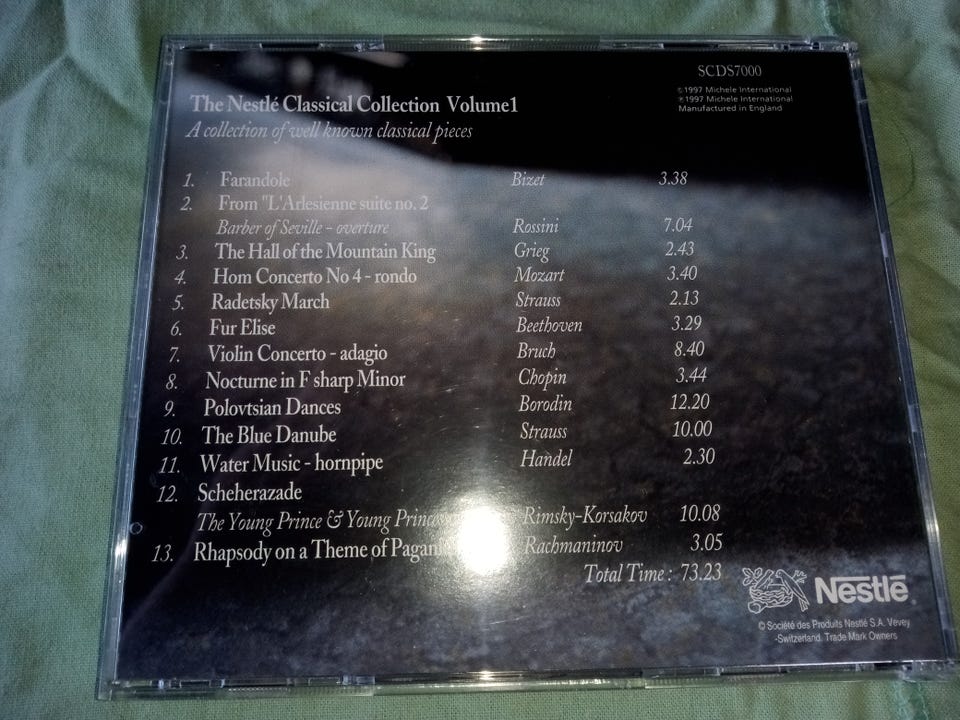 SCDS7000
©1997 Michele International
℗1997 Michele International
Manufactured in England
The Nestlé Classical Collection Volume1
A collection of well known classical pieces
1. Farandole Bizet 3.38
2. From "L'Arlesienne suite no. 2
Barber of Seville - overture Rossini 7.04
3. The Hall of the Mountain King Grieg 2.43
4. Horn Concerto No 4 - rondo Mozart 3.40
5. Radetsky March Strauss 2.13
6. Fur Elise Beethoven 3.29
7. Violin Concerto - adagio Bruch 8.40
8. Nocturne in F sharp Minor Chopin 3.44
9. Polovtsian Dances Borodin 12.20
10. The Blue Danube Strauss 10.00
11. Water Music - hornpipe Handel 2.30
12. Scheherazade
The Young Prince & Young Rimsky-Korsakov 10.08
13. Rhapsody on a Theme of Rachmaninov 3.05
Total Time : 73.23
Nestlé
© Société des Produits Nestlé S.A. Vevey
-Switzerland. Trade Mark Owners